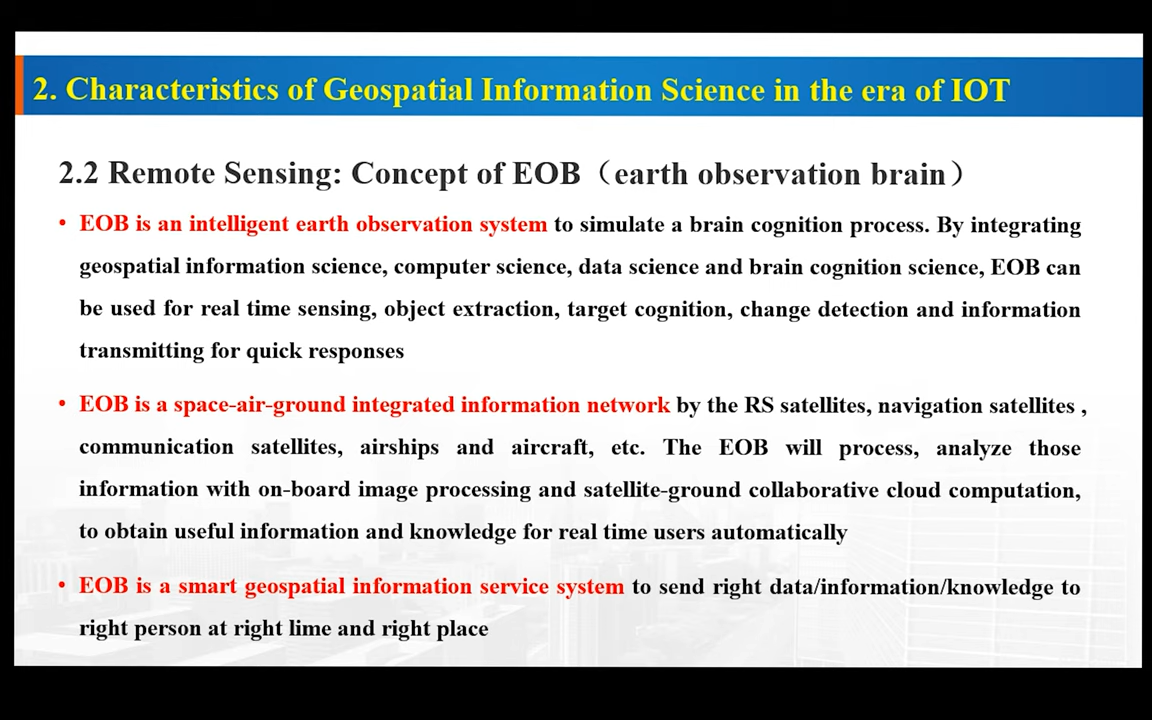 2. Characteristics of Geospatial Information Science in the era of IOT
2.2 Remote Sensing: Concept of EOB（earth observation brain）
• EOB is an intelligent earth observation system to simulate a brain cognition process. By integrating
geospatial information science, computer science, data science and brain cognition science, EOB can
be used for real time sensing, object extraction, target cognition, change detection and information
transmitting for quick responses
• EOB is a space-air-ground integrated information network by the RS satellites, navigation satellites ,
communication satellites, airships and aircraft, etc. The EOB will process, analyze those
information with on-board image processing and satellite-ground collaborative cloud computation,
to obtain useful information and knowledge for real time users automatically
• EOB is a smart geospatial information service system to send right data/information/knowledge to
right person at right lime and right place